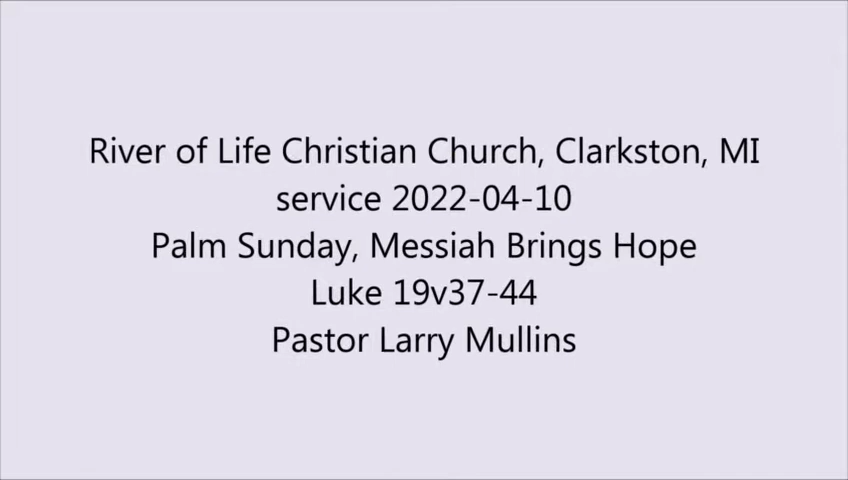 River of Life Christian Church, Clarkston, MI
service 2022-04-10
Palm Sunday, Messiah Brings Hope
Luke 19v37-44
Pastor Larry Mullins